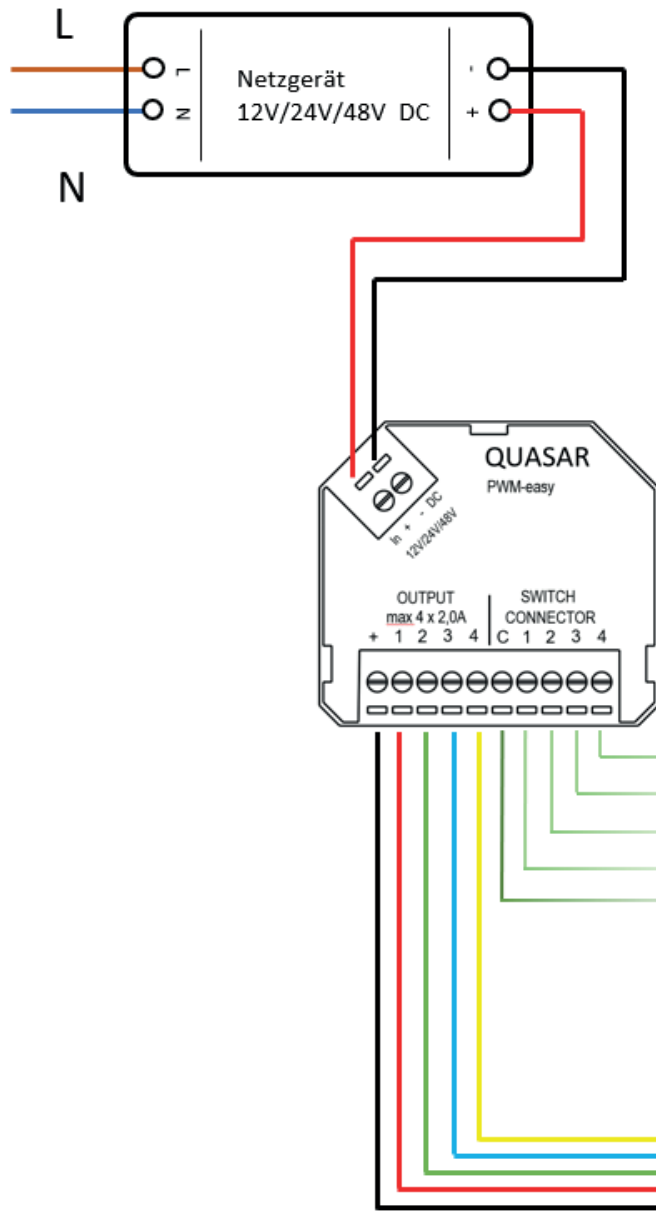 L
L
N
N
Netzgerät
12V/24V/48V DC
-
+
QUASAR
PWM-easy
In + - DC
12V/24V/48V
OUTPUT
max 4 x 2,0A
SWITCH
CONNECTOR
+ 1 2 3 4 C 1 2 3 4